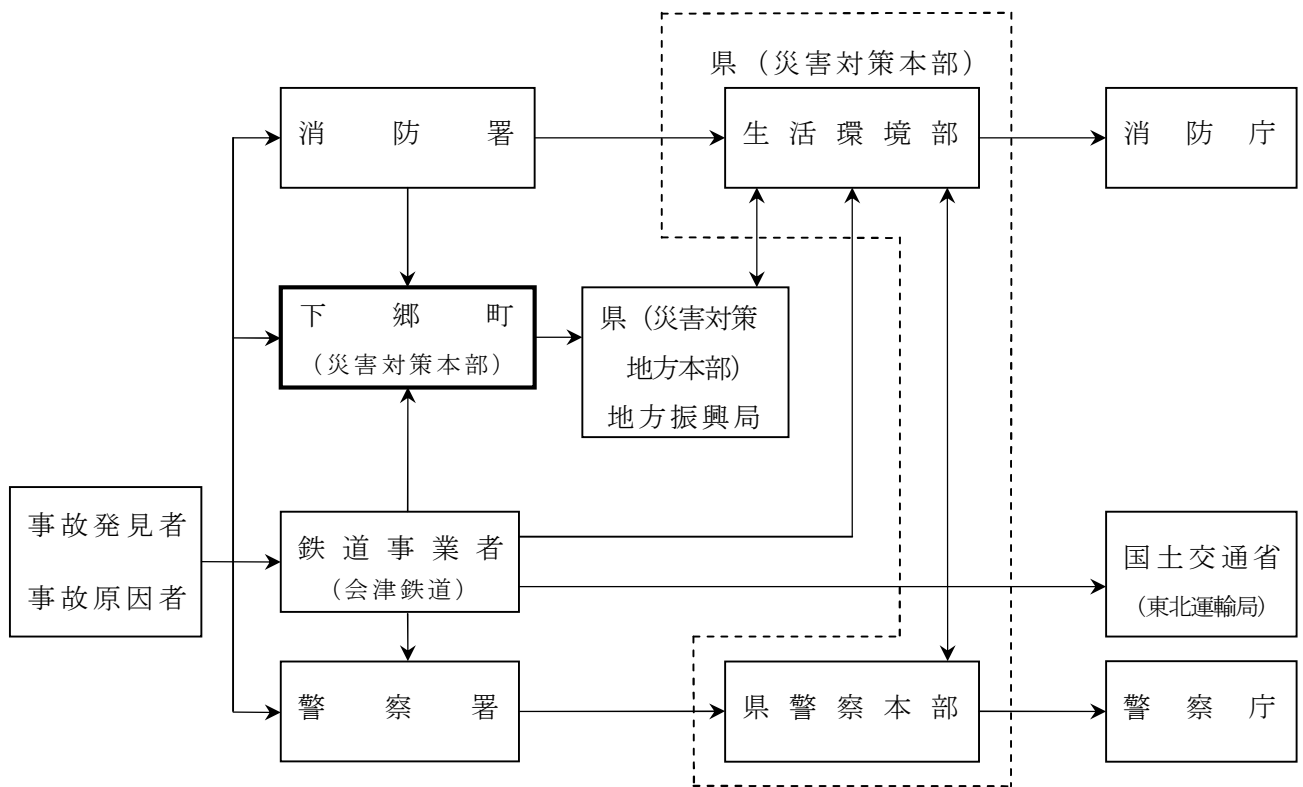 県（災害対策本部）
消防署
生活環境部
消防庁
下郷町
（災害対策本部）
県（災害対策
地方本部）
地方振興局
事故発見者
事故原因者
鉄道事業者
（会津鉄道）
国土交通省
（東北運輸局）
警察署
県警察本部
警察庁